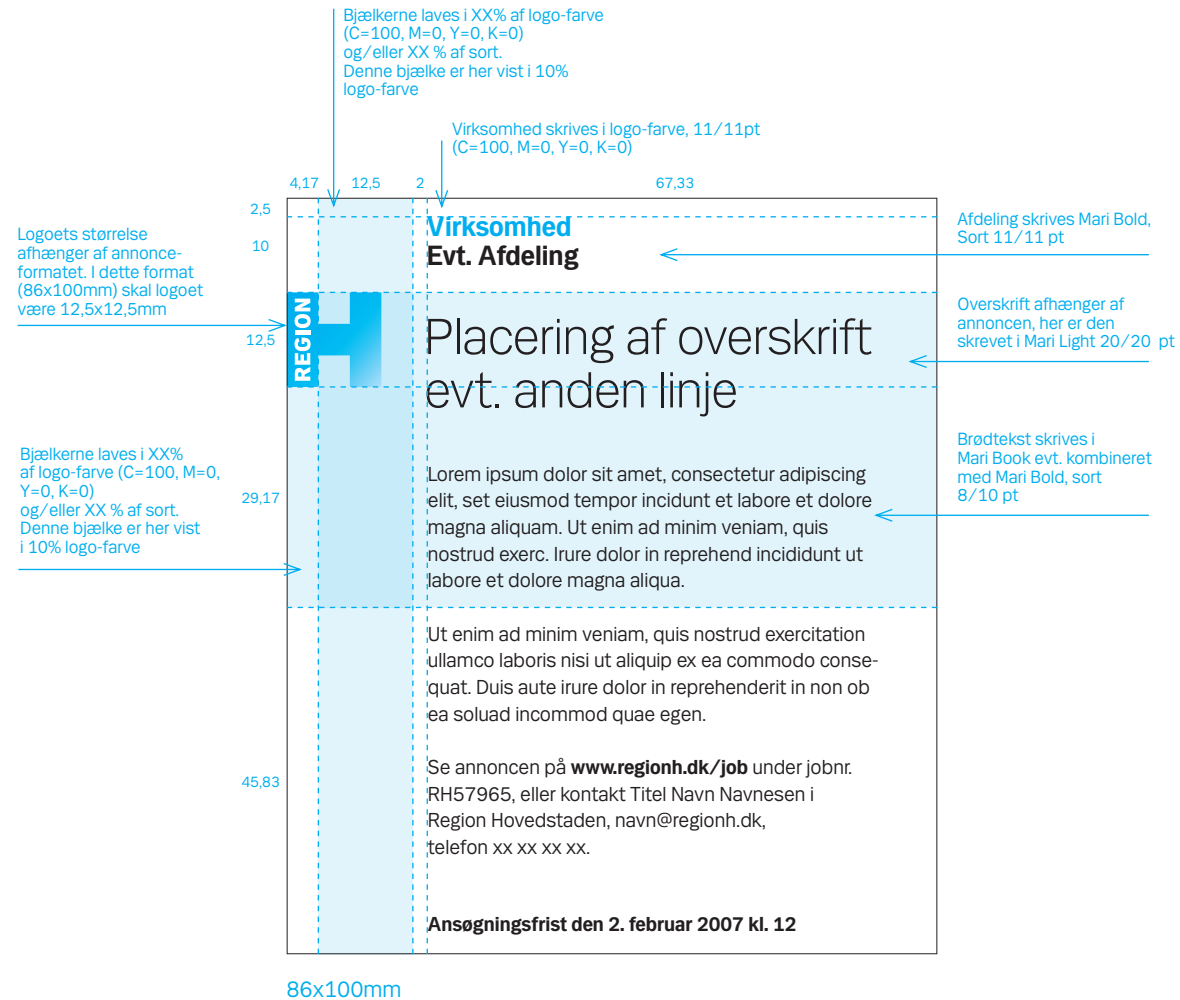 Bjælkerne laves i XX% af logo-farve
(C=100, M=0, Y=0, K=0)
og/eller XX % af sort.
Denne bjælke er her vist i 10%
logo-farve
Virksomhed skrives i logo-farve, 11/11pt
(C=100, M=0, Y=0, K=0)
4,17 12,5 2 67,33
2,5
10
12,5
29,17
45,83
Logoets størrelse
afhænger af annonce-
formatet. I dette format
(86x100mm) skal logoet
være 12,5x12,5mm
Bjælkerne laves i XX%
af logo-farve (C=100, M=0,
Y=0, K=0)
og/eller XX % af sort.
Denne bjælke er her vist
i 10% logo-farve
REGION H
Virksomhed
Evt. Afdeling
Placering af overskrift
evt. anden linje
Lorem ipsum dolor sit amet, consectetur adipiscing
elit, set eiusmod tempor incidunt et labore et dolore
magna aliquam. Ut enim ad minim veniam, quis
nostrud exerc. Irure dolor in reprehend incididunt ut
labore et dolore magna aliqua.
Ut enim ad minim veniam, quis nostrud exercitation
ullamco laboris nisi ut aliquip ex ea commodo conse-
quat. Duis aute irure dolor in reprehenderit in non ob
ea soluad incommod quae egen.
Se annoncen på www.regionh.dk/job under jobnr.
RH57965, eller kontakt Titel Navn Navnesen i
Region Hovedstaden, navn@regionh.dk,
telefon xx xx xx xx.
Ansøgningsfrist den 2. februar 2007 kl. 12
Afdeling skrives Mari Bold,
Sort 11/11 pt
Overskrift afhænger af
annoncen, her er den
skrevet i Mari Light 20/20 pt
Brødtekst skrives i
Mari Book evt. kombineret
med Mari Bold, sort
8/10 pt
86x100mm